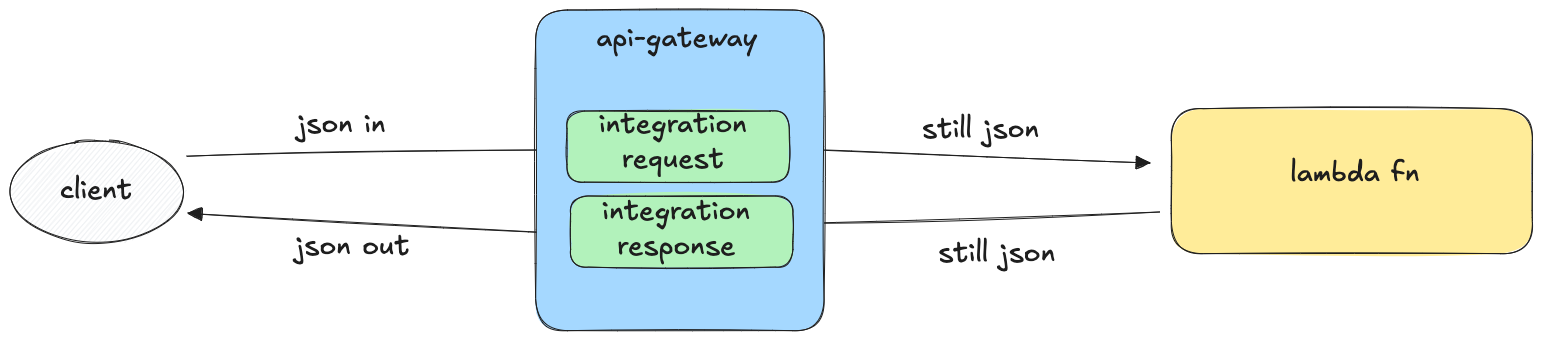 api-gateway
json in
integration
request
still json
client
lambda fn
integration
response
json out
still json